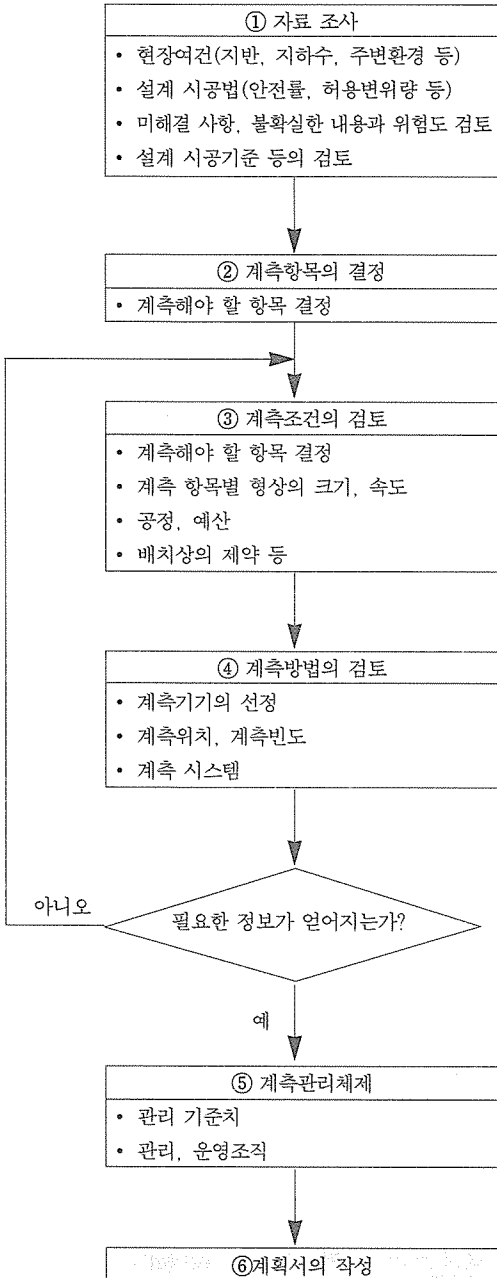 ① 자료 조사
• 현장여건(지반, 지하수, 주변환경 등)
• 설계 시공법(안전률, 허용변위량 등)
• 미해결 사항, 불확실한 내용과 위험도 검토
• 설계 시공기준 등의 검토
② 계측항목의 결정
• 계측해야 할 항목 결정
③ 계측조건의 검토
• 계측해야 할 항목 결정
• 계측 항목별 형상의 크기, 속도
• 공정, 예산
• 배치상의 제약 등
④ 계측방법의 검토
• 계측기기의 선정
• 계측위치, 계측빈도
• 계측 시스템
아니오
필요한 정보가 얻어지는가?
예
⑤ 계측관리체제
• 관리 기준치
• 관리, 운영조직
⑥계획서의 작성